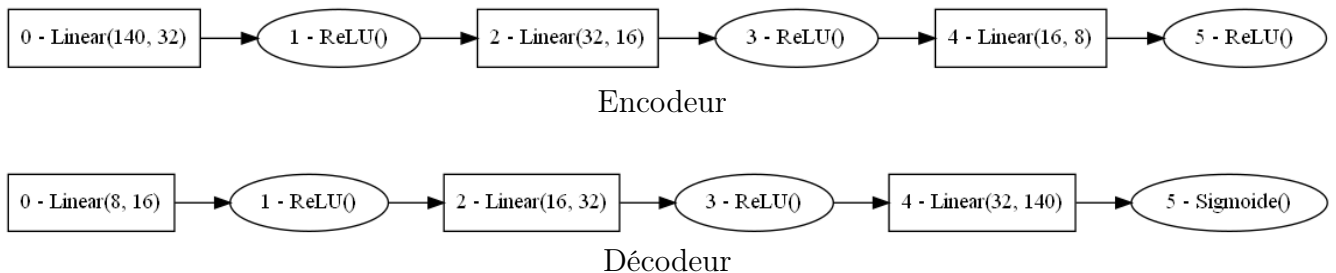 0 - Linear(140, 32) 1 - ReLU() 2 - Linear(32, 16) 3 - ReLU() 4 - Linear(16, 8) 5 - ReLU()
Encodeur
0 - Linear(8, 16) 1 - ReLU() 2 - Linear(16, 32) 3 - ReLU() 4 - Linear(32, 140) 5 - Sigmoide()
Décodeur